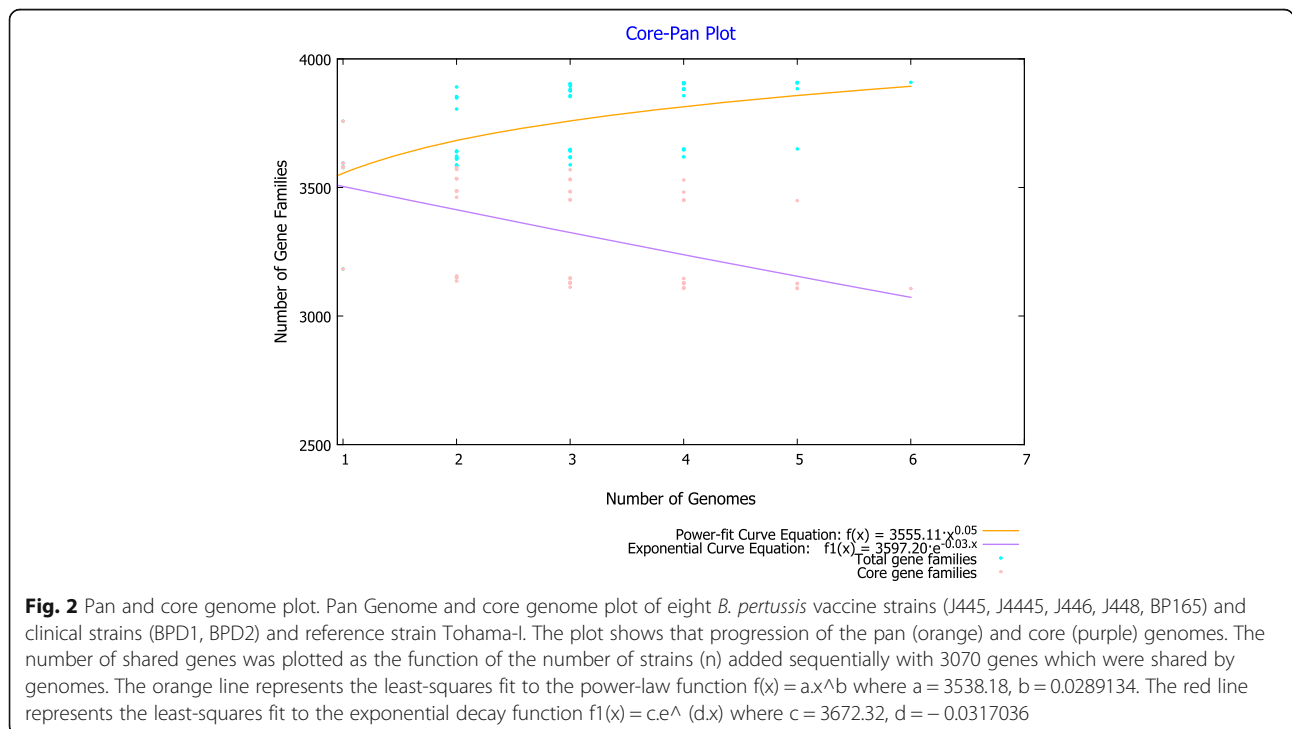 Core-Pan Plot
4000
3500
3000
2500
Number of Gene Families
1 2 3 4 5 6 7
Number of Genomes
Power-fit Curve Equation: f(x) = 3555.11·x^0.05
Exponential Curve Equation: f1(x) = 3597.20·e^-0.03.x
Total gene families
Core gene families
Fig. 2 Pan and core genome plot. Pan Genome and core genome plot of eight B. pertussis vaccine strains (J445, J4445, J446, J448, BP165) and
clinical strains (BPD1, BPD2) and reference strain Tohama-I. The plot shows that progression of the pan (orange) and core (purple) genomes. The
number of shared genes was plotted as the function of the number of strains (n) added sequentially with 3070 genes which were shared by
genomes. The orange line represents the least-squares fit to the power-law function f(x) = a.x^b where a = 3538.18, b = 0.0289134. The red line
represents the least-squares fit to the exponential decay function f1(x) = c.e^ (d.x) where c = 3672.32, d = − 0.0317036